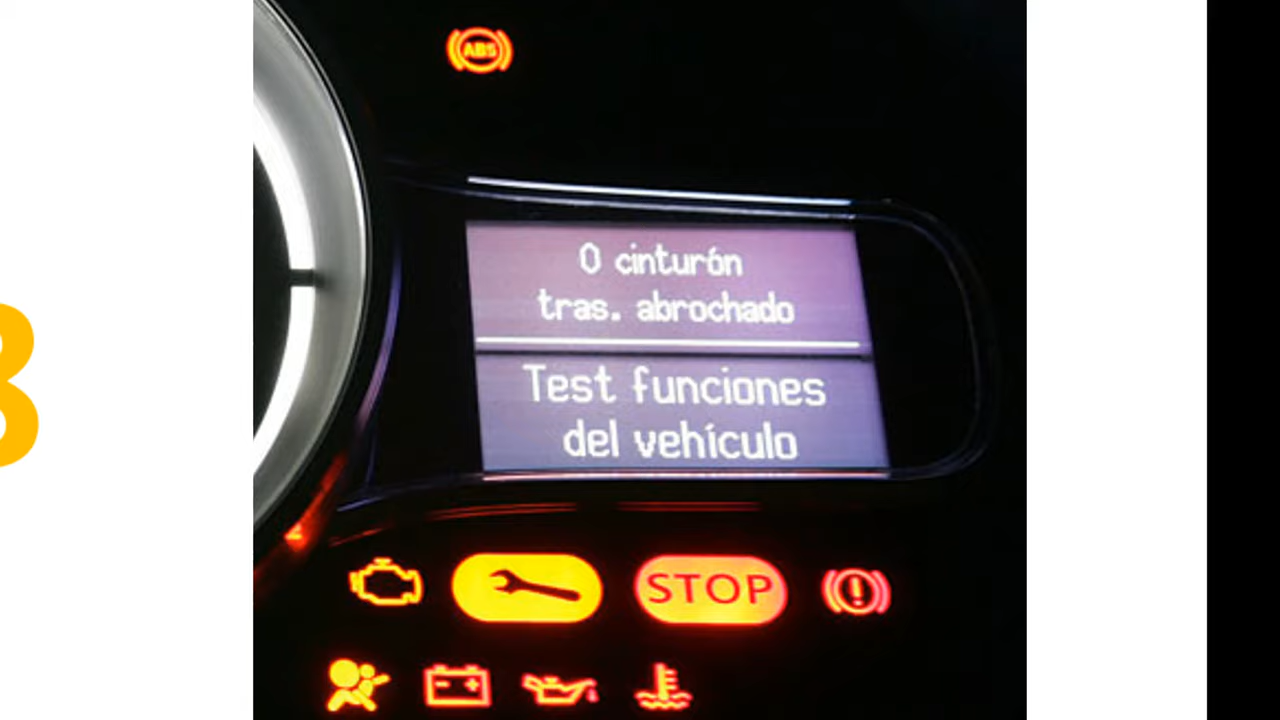 ABS
0 cinturón
tras. abrochado
Test funciones
del vehículo
STOP